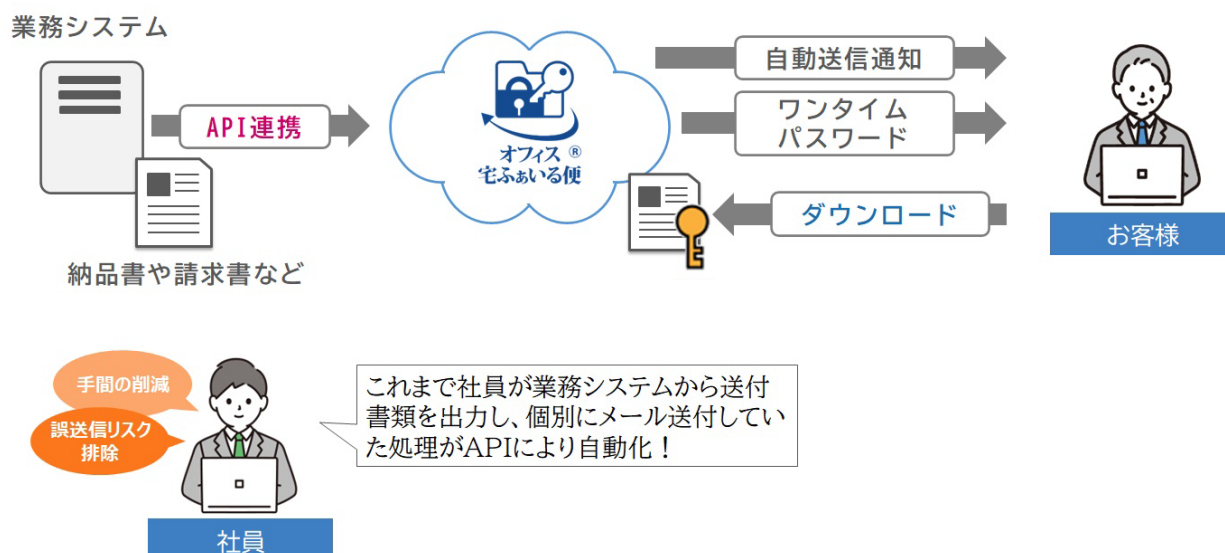 業務システム
API連携
納品書や請求書など
オフィス®
宅ふぁいる便
自動送信通知
ワンタイム
パスワード
ダウンロード
お客様
手間の削減
誤送信リスク
排除
社員
これまで社員が業務システムから送付
書類を出力し、個別にメール送付してい
た処理がAPIにより自動化！